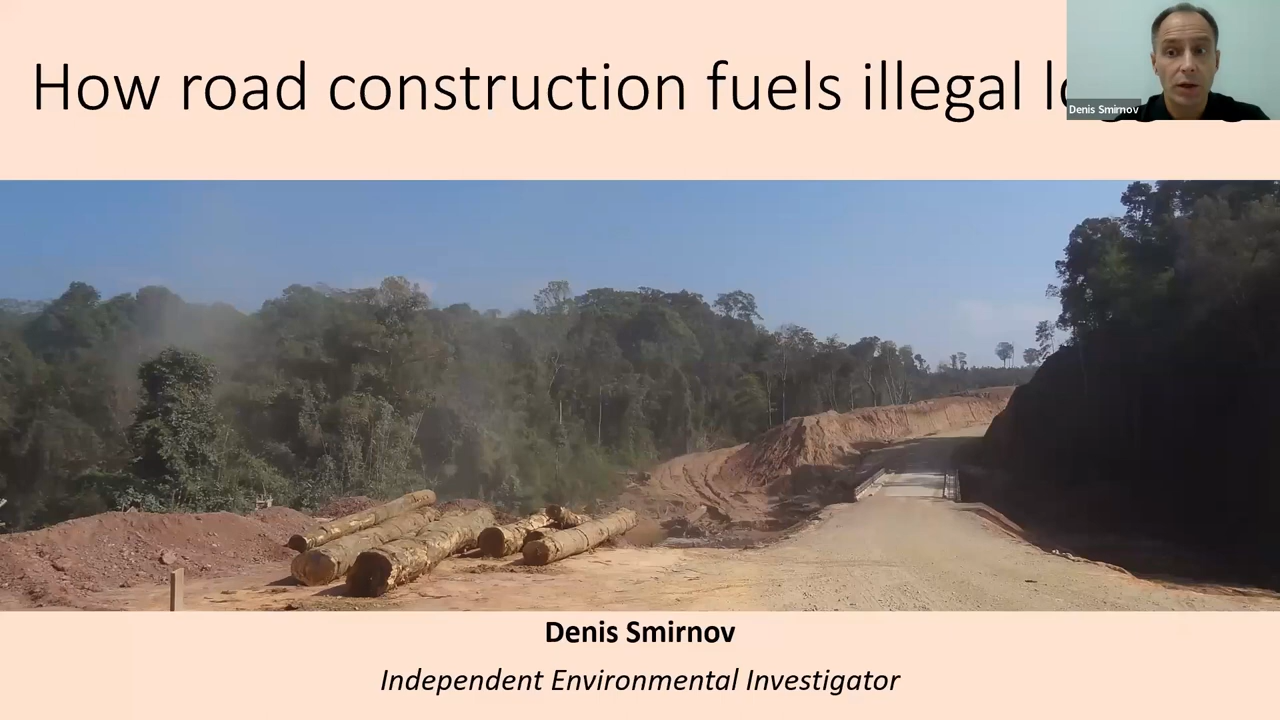 How road construction fuels illegal
Denis Smirnov
Denis Smirnov
Independent Environmental Investigator